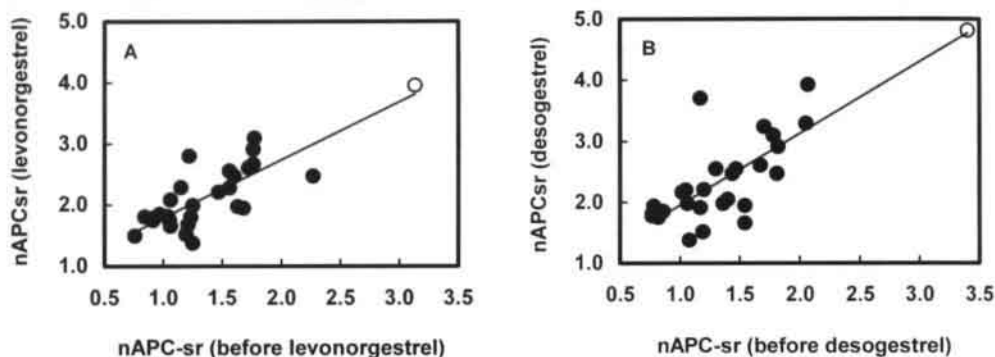 A
nAPCsr (levonorgestrel)
5.0
4.0
3.0
2.0
1.0
0.5 1.0 1.5 2.0 2.5 3.0 3.5
nAPC-sr (before levonorgestrel)
B
nAPCsr (desogestrel)
5.0
4.0
3.0
2.0
1.0
0.5 1.0 1.5 2.0 2.5 3.0 3.5
nAPC-sr (before desogestrel)